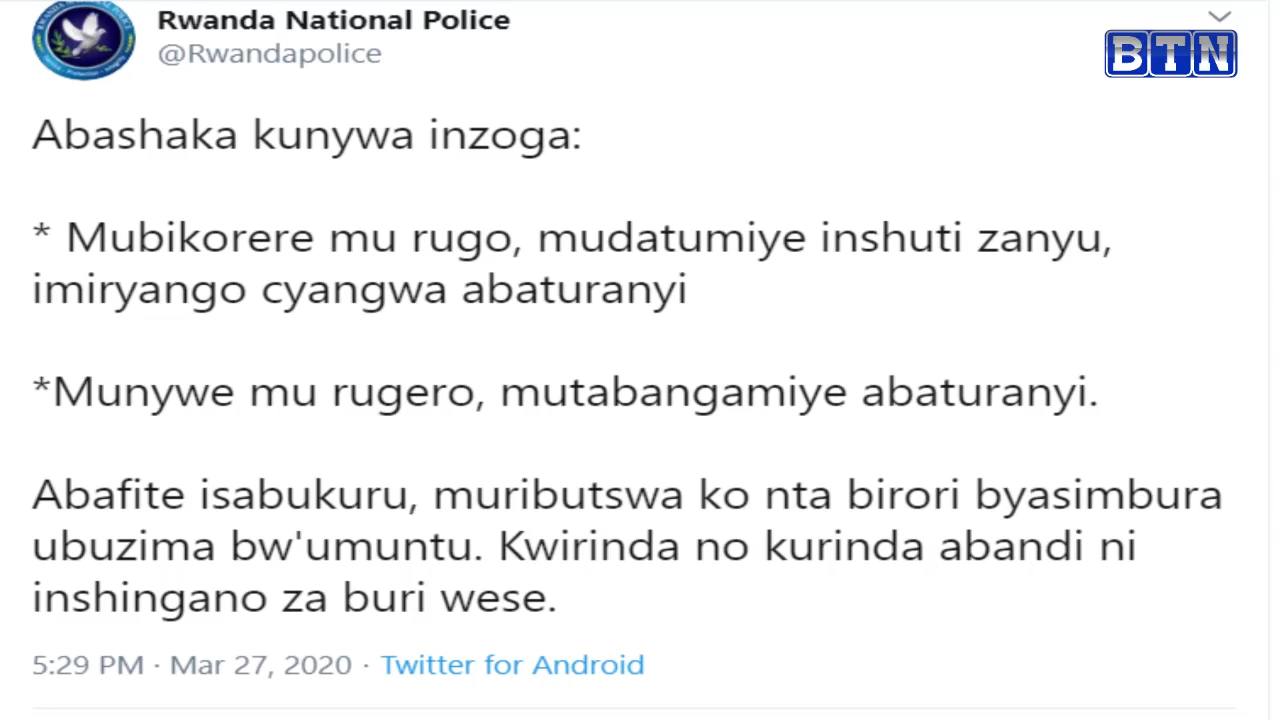 Rwanda National Police
@Rwandapolice
BTN
Abashaka kunywa inzoga:
* Mubikorere mu rugo, mudatumiye inshuti zanyu,
imiryango cyangwa abaturanyi
*Munywe mu rugero, mutabangamiye abaturanyi.
Abafite isabukuru, muributswa ko nta birori byasimbura
ubuzima bw'umuntu. Kwirinda no kurinda abandi ni
inshingano za buri wese.
5:29 PM · Mar 27, 2020 · Twitter for Android